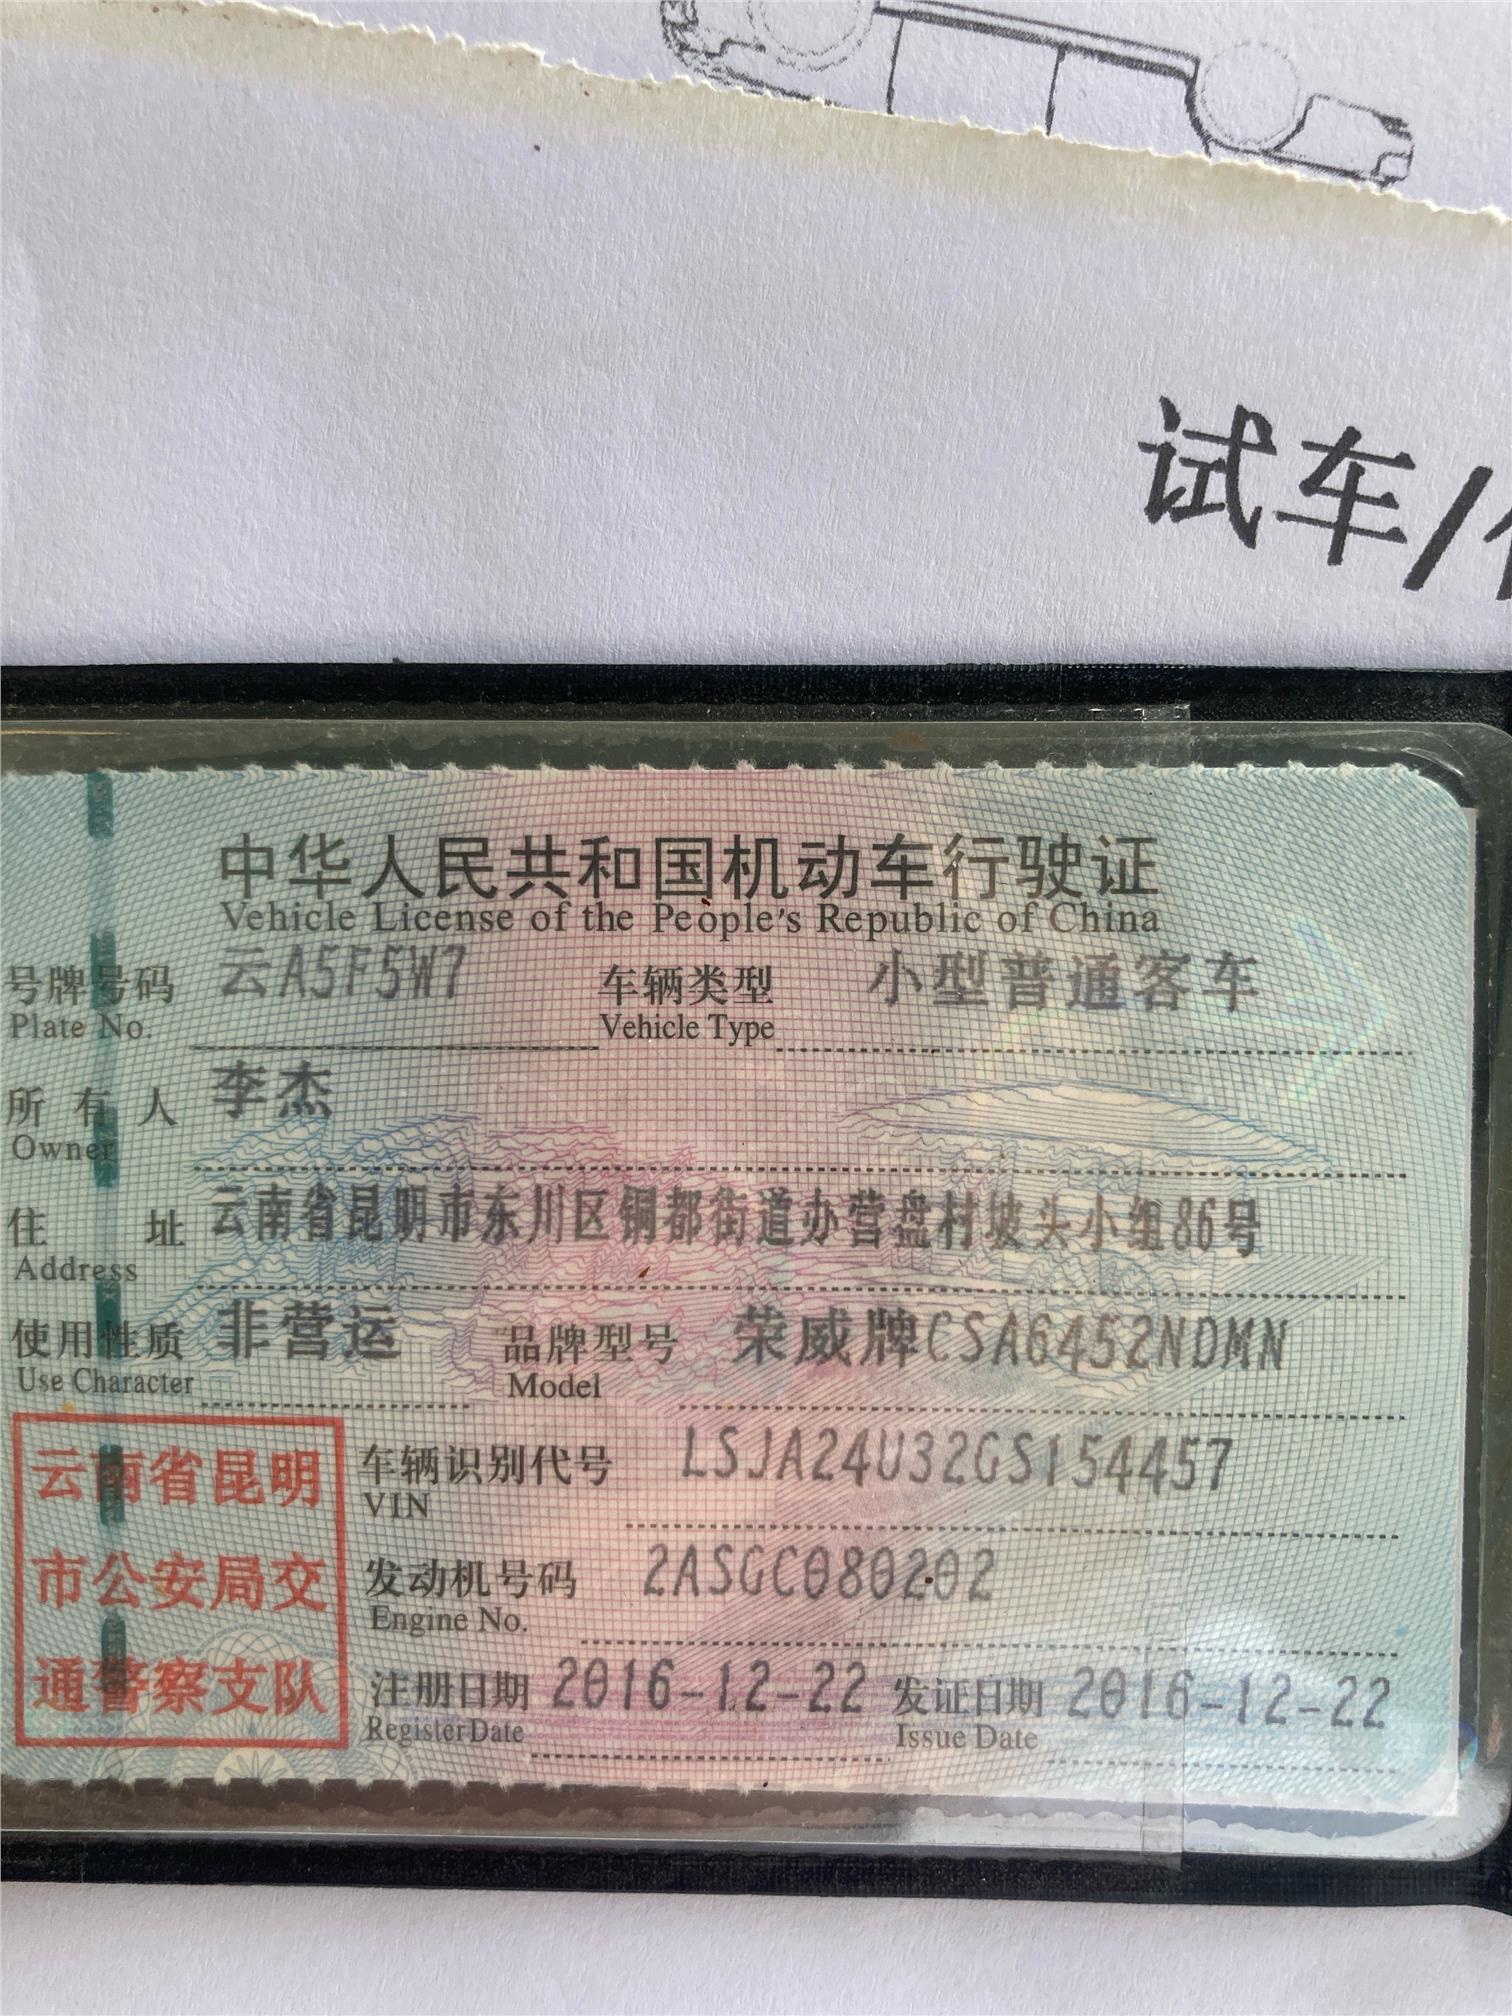 试车/
中华人民共和国机动车行驶证
Vehicle License of the People's Republic of China
号牌号码 云A5F5W7 车辆类型 小型普通客车
Plate No. Vehicle Type
所有人 李杰
Owner
住址 云南省昆明市东川区铜都街道办营盘村坡头小组86号
Address
使用性质 非营运 品牌型号 荣威牌CSA6452NDMN
Use Character Model
云南省昆明
市公安局交
通警察支队
车辆识别代号 LSJA24U32GS154457
VIN
发动机号码 2ASGC080202
Engine No.
注册日期 2016-12-22 发证日期 2016-12-22
Register Date Issue Date